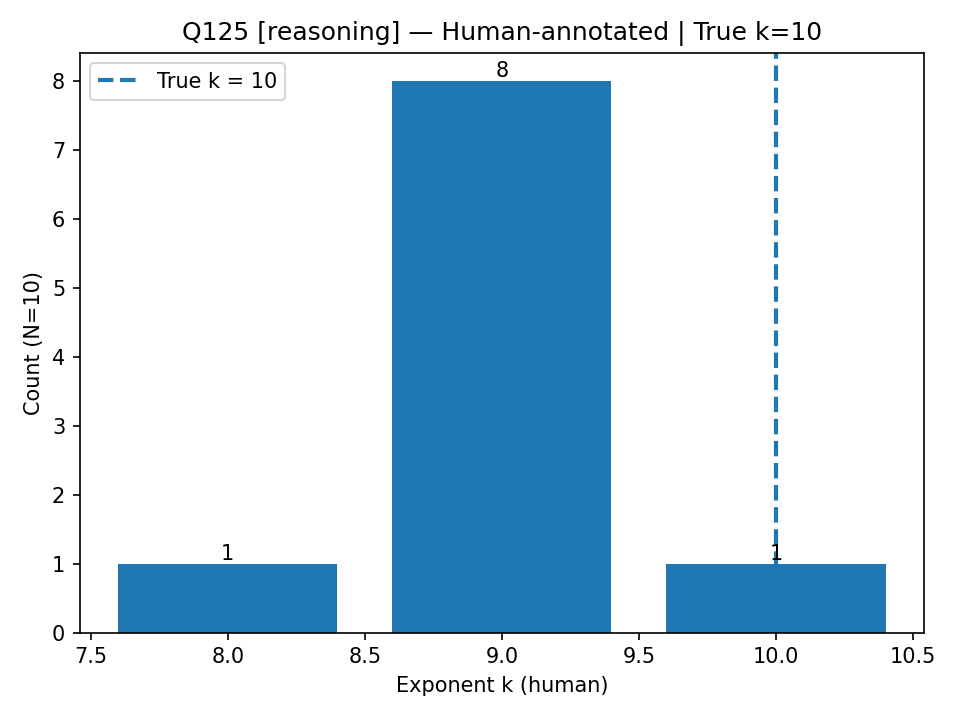 Q125 [reasoning] — Human-annotated | True k=10
True k = 10
8
1
1
8
7
6
5
4
3
2
1
0
Count (N=10)
7.5 8.0 8.5 9.0 9.5 10.0 10.5
Exponent k (human)